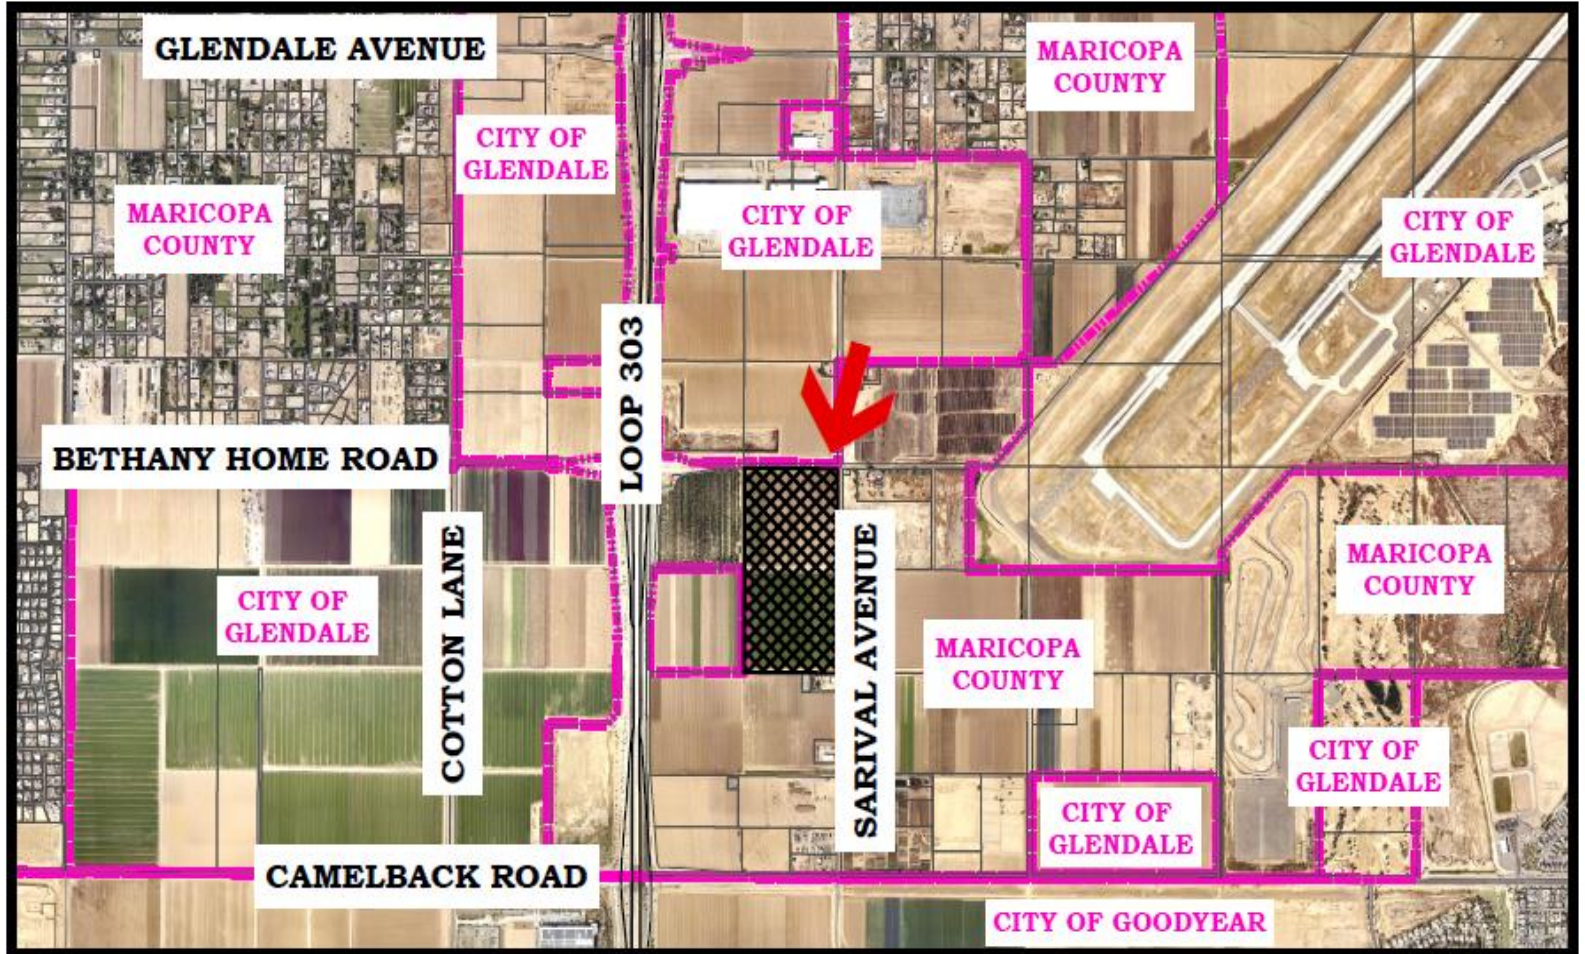 GLENDALE AVENUE
MARICOPA
COUNTY
CITY OF
GLENDALE
MARICOPA
COUNTY
CITY OF
GLENDALE
CITY OF
GLENDALE
LOOP 303
BETHANY HOME ROAD
COTTON LANE
SARIVAL AVENUE
CITY OF
GLENDALE
MARICOPA
COUNTY
MARICOPA
COUNTY
CITY OF
GLENDALE
CITY OF
GLENDALE
CAMELBACK ROAD
CITY OF GOODYEAR